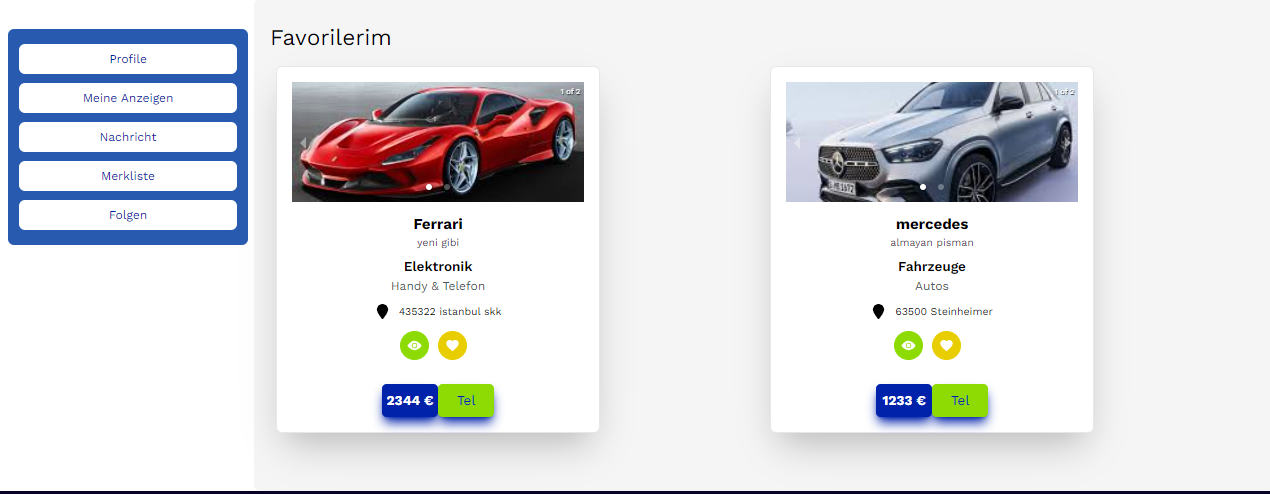 Favorilerim
Profile
Meine Anzeigen
Nachricht
Merkliste
Folgen
1 of 2
Ferrari
yeni gibi
Elektronik
Handy & Telefon
435322 istanbul skk
2344 €
Tel
1 of 2
mercedes
almayan pisman
Fahrzeuge
Autos
63500 Steinheimer
1233 €
Tel